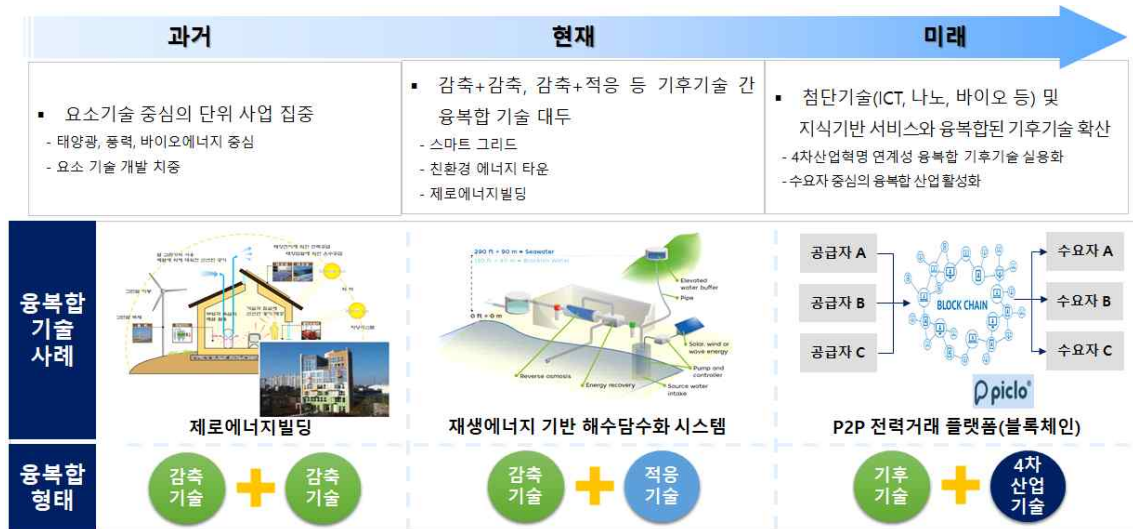 과거
현재
미래
▪ 요소기술 중심의 단위 사업 집중
- 태양광, 풍력, 바이오에너지 중심
- 요소 기술 개발 치중
▪ 감축+감축, 감축+적응 등 기후기술 간
융복합 기술 대두
- 스마트 그리드
- 친환경 에너지 타운
- 제로에너지빌딩
▪ 첨단기술(ICT, 나노, 바이오 등) 및
지식기반 서비스와 융복합된 기후기술 확산
- 4차산업혁명 연계성 융복합 기후기술 실용화
-수요자 중심의 융복합 산업 활성화
융복합
기술
사례
제로에너지빌딩
290 ft + 90 m = Seawater
0 ft = 0 m
Elevated
water buffer
Pipe
Solar, wind or
wave energy
Pump and
controller
Source water
intake
Energy recovery
Reverse osmosis
재생에너지 기반 해수담수화 시스템
공급자 A
공급자 B
공급자 C
BLOCK CHAIN
수요자 A
수요자 B
수요자 C
piclo®
P2P 전력거래 플랫폼(블록체인)
융복합
형태
감축
기술
감축
기술
감축
기술
적응
기술
기후
기술
4차
산업
기술